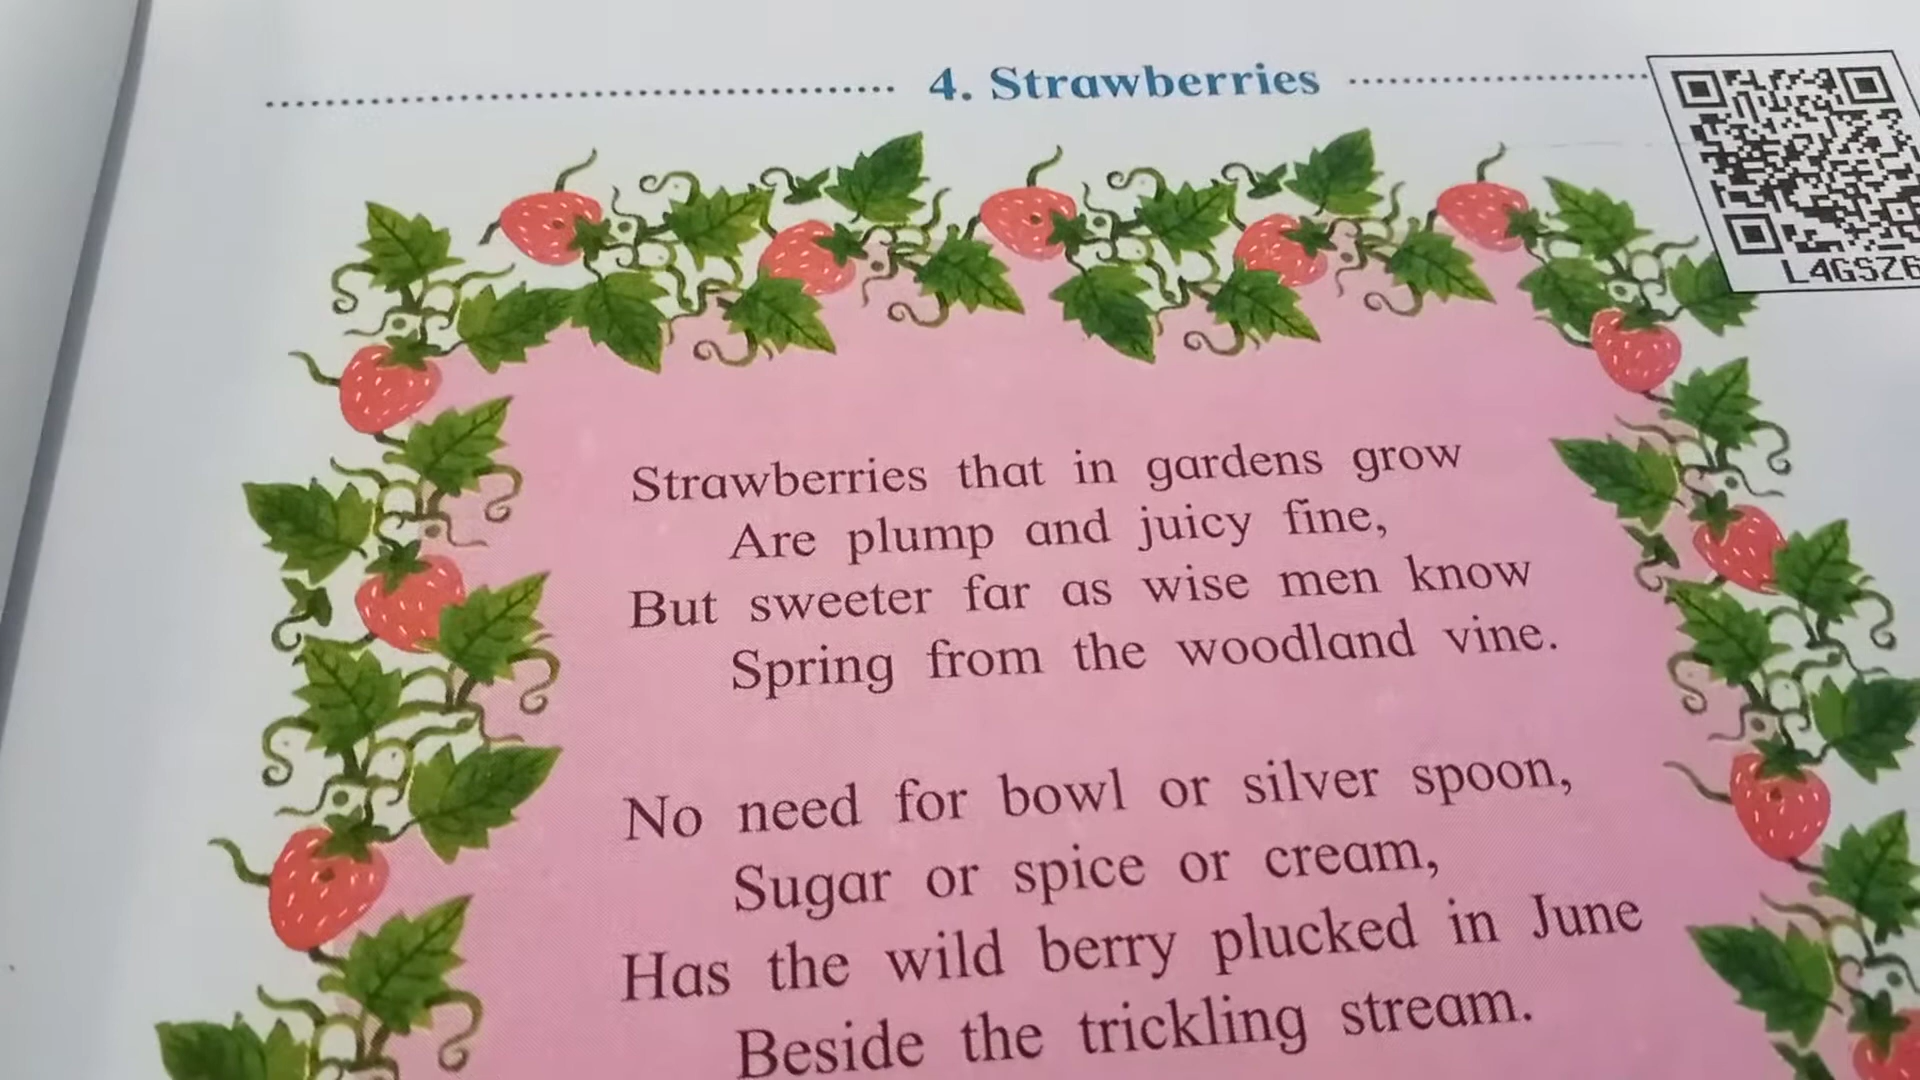 4. Strawberries
L4GSZ6
Strawberries that in gardens grow
Are plump and juicy fine,
But sweeter far as wise men know
Spring from the woodland vine.
No need for bowl or silver spoon,
Sugar or spice or cream,
Has the wild berry plucked in June
Beside the trickling stream.